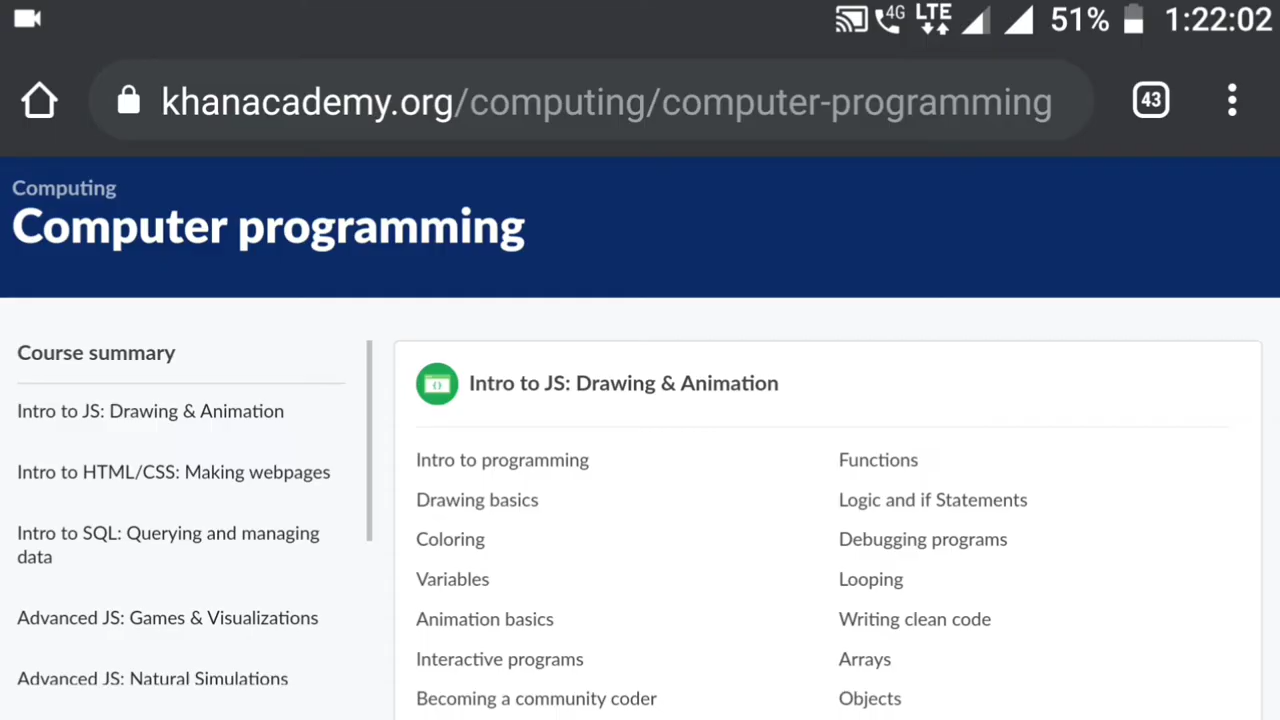 4G LTE 51% 1:22:02
khanacademy.org/computing/computer-programming 43
Computing
Computer programming
Course summary
Intro to JS: Drawing & Animation
Intro to HTML/CSS: Making webpages
Intro to SQL: Querying and managing
data
Advanced JS: Games & Visualizations
Advanced JS: Natural Simulations
Intro to JS: Drawing & Animation
Intro to programming
Drawing basics
Coloring
Variables
Animation basics
Interactive programs
Becoming a community coder
Functions
Logic and if Statements
Debugging programs
Looping
Writing clean code
Arrays
Objects